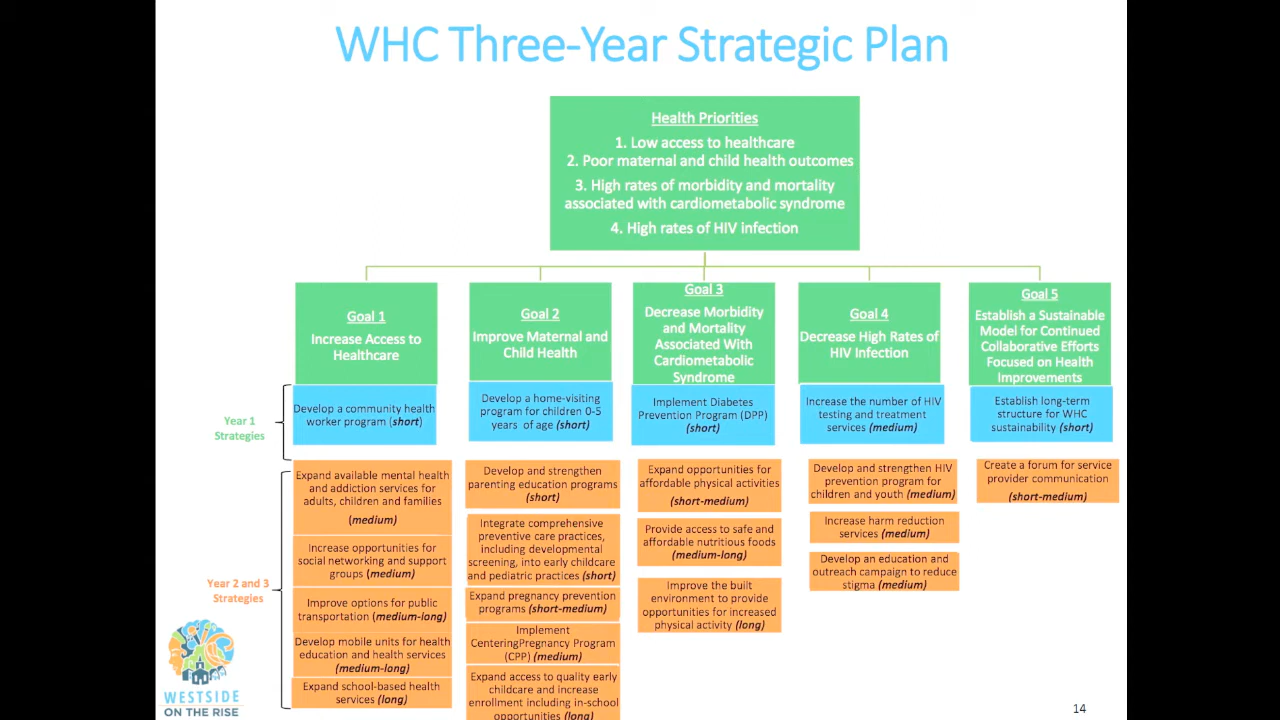 WHC Three-Year Strategic Plan
Health Priorities
1. Low access to healthcare
2. Poor maternal and child health outcomes
3. High rates of morbidity and mortality
associated with cardiometabolic syndrome
4. High rates of HIV infection
Goal 1
Increase Access to
Healthcare
Goal 2
Improve Maternal and
Child Health
Goal 3
Decrease Morbidity
and Mortality
Associated With
Cardiometabolic
Syndrome
Goal 4
Decrease High Rates of
HIV Infection
Goal 5
Establish a Sustainable
Model for Continued
Collaborative Efforts
Focused on Health
Improvements
Year 1
Strategies
Develop a community health
worker program (short)
Develop a home-visiting
program for children 0-5
years of age (short)
Implement Diabetes
Prevention Program (DPP)
(short)
Increase the number of HIV
testing and treatment
services (medium)
Establish long-term
structure for WHC
sustainability (short)
Year 2 and 3
Strategies
Expand available mental health
and addiction services for
adults, children and families
(medium)
Increase opportunities for
social networking and support
groups (medium)
Improve options for public
transportation (medium-long)
Develop mobile units for health
education and health services
(medium-long)
Expand school-based health
services (long)
Develop and strengthen
parenting education programs
(short)
Integrate comprehensive
preventive care practices,
including developmental
screening, into early childcare
and pediatric practices (short)
Expand pregnancy prevention
programs (short-medium)
Implement
CenteringPregnancy Program
(CPP) (medium)
Expand access to quality early
childcare and increase
enrollment including in-school
opportunities (long)
Expand opportunities for
affordable physical activities
(short-medium)
Provide access to safe and
affordable nutritious foods
(medium-long)
Improve the built
environment to provide
opportunities for increased
physical activity (long)
Develop and strengthen HIV
prevention program for
children and youth (medium)
Increase harm reduction
services (medium)
Develop an education and
outreach campaign to reduce
stigma (medium)
Create a forum for service
provider communication
(short-medium)
WESTSIDE
ON THE RISE
14